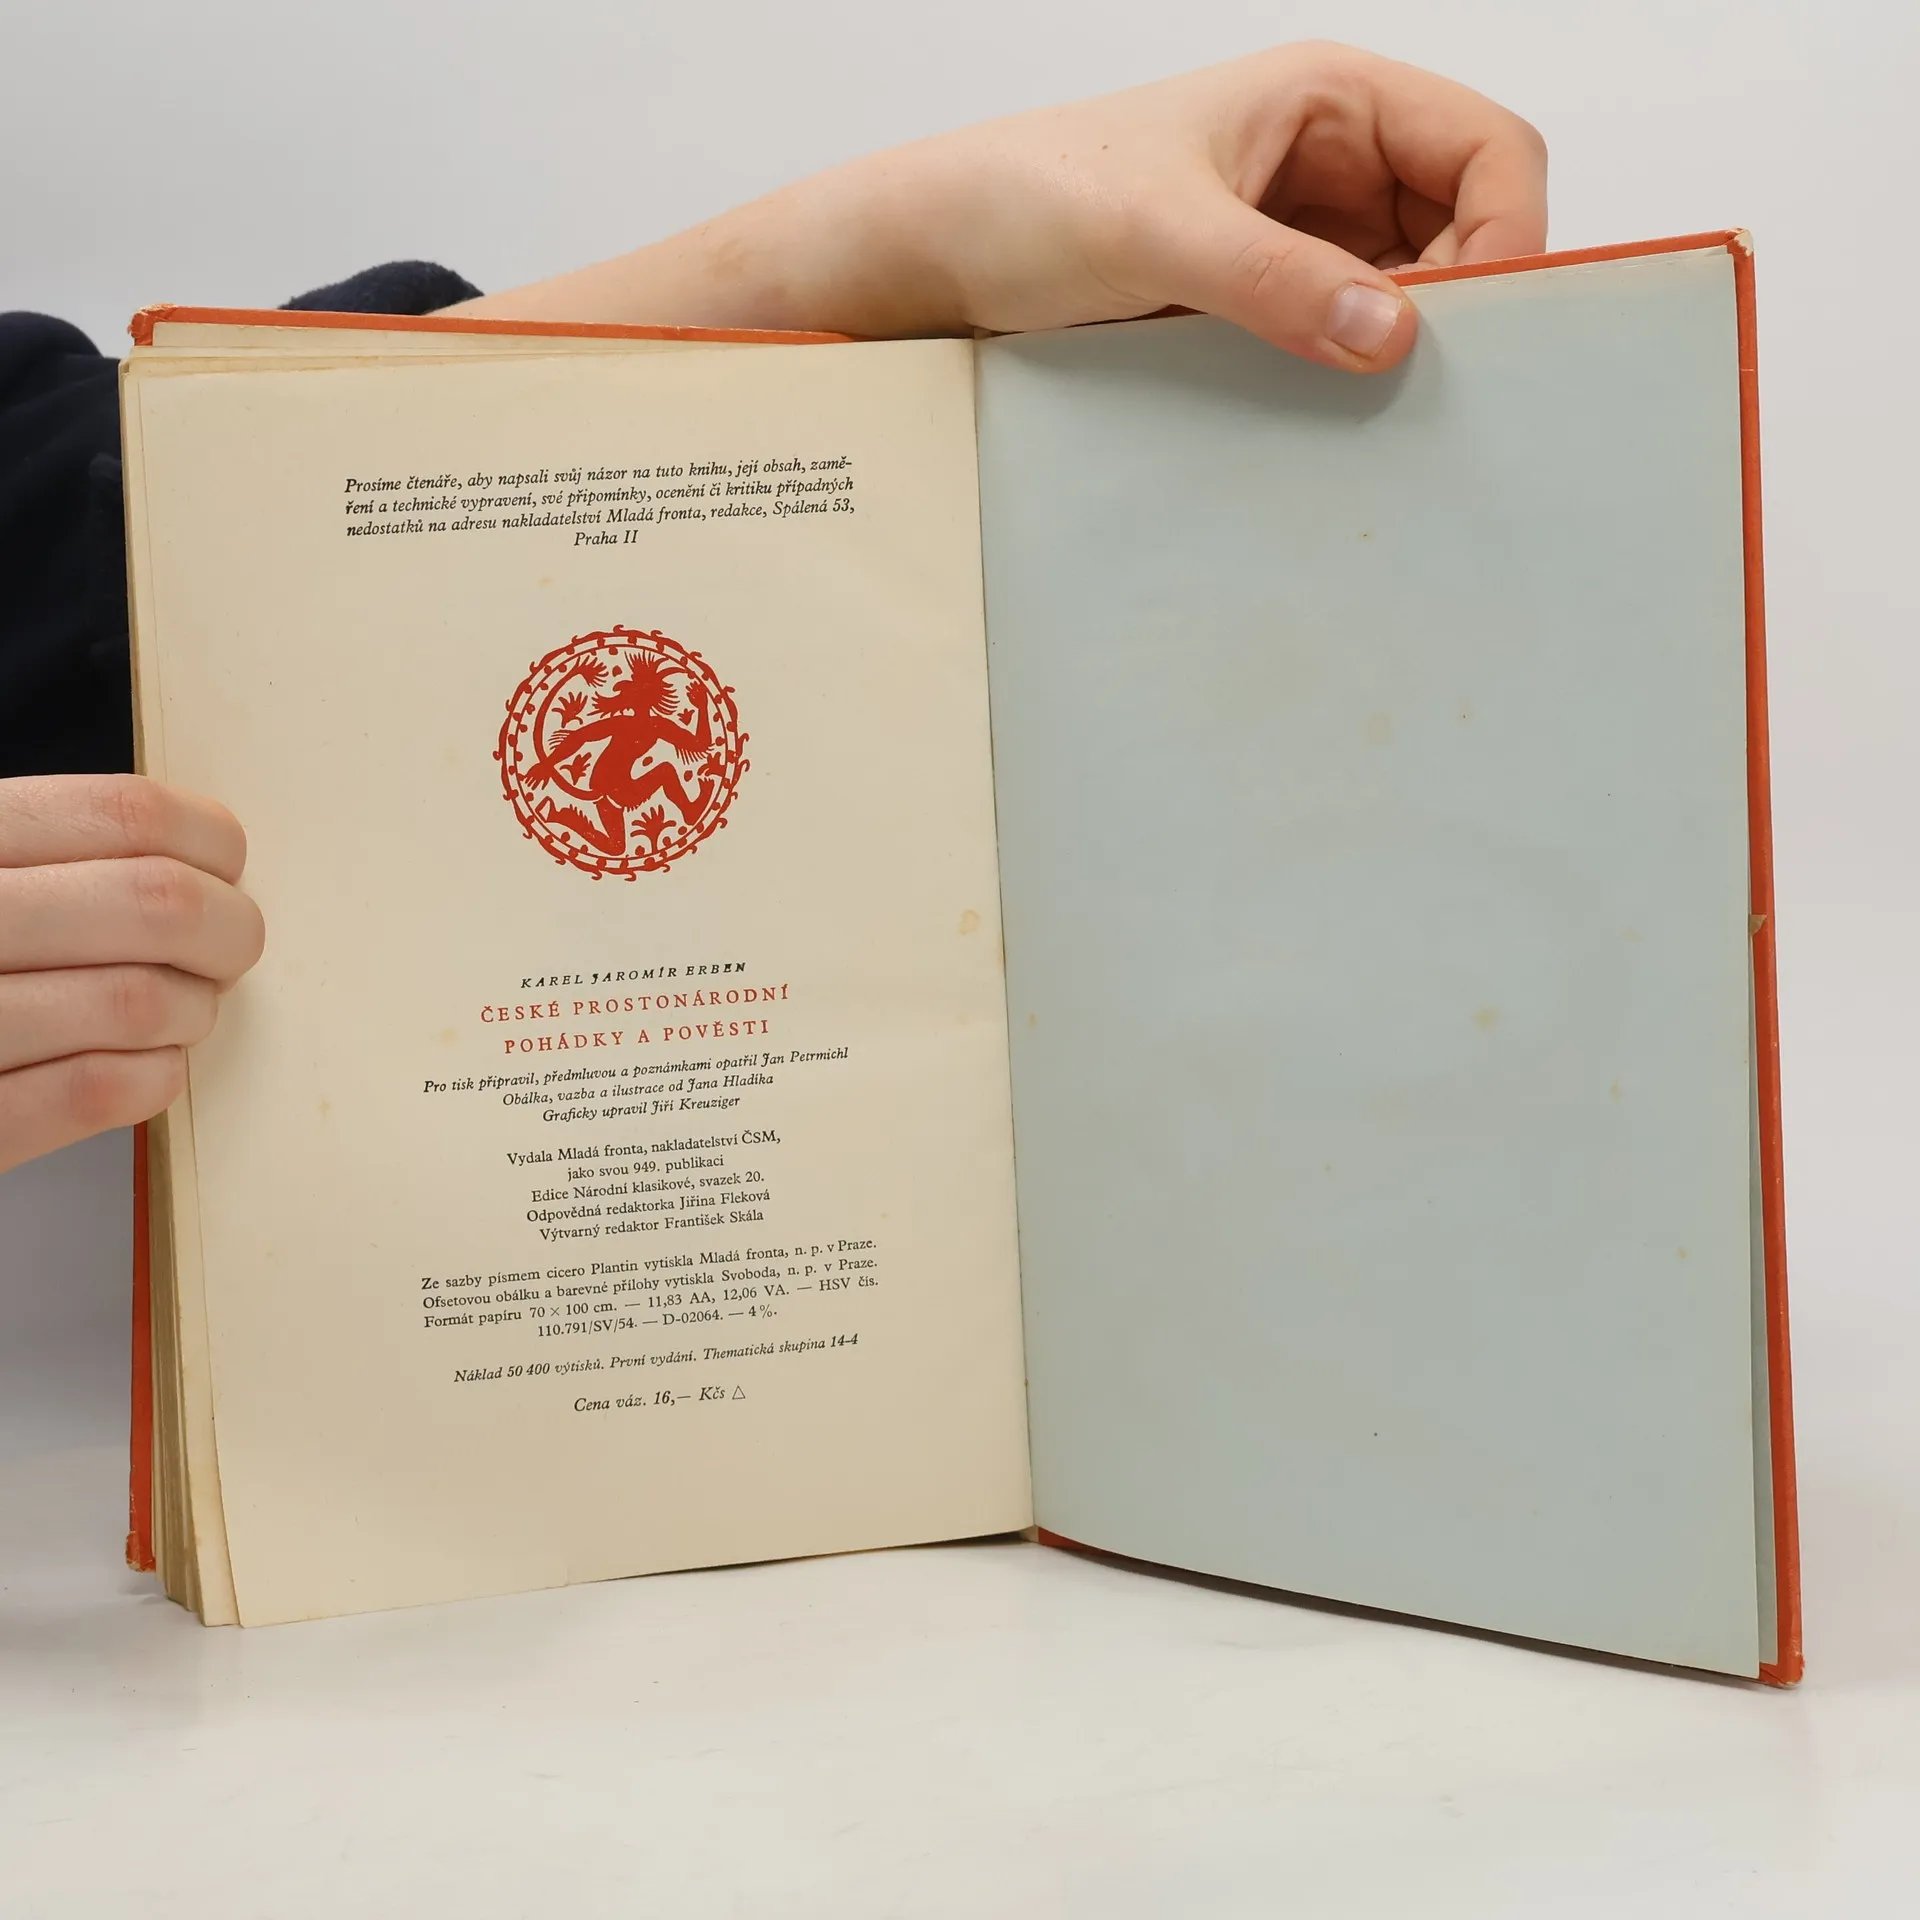 Prosíme čtenáře, aby napsali svůj názor na tuto knihu, její obsah, zamě-
ření a technické vypravení, své připomínky, ocenění či kritiku případných
nedostatků na adresu nakladatelství Mladá fronta, redakce, Spálená 53,
Praha II
KAREL JAROMÍR ERBEN
ČESKÉ PROSTONÁRODNÍ
POHÁDKY A POVĚSTI
Pro tisk připravil, předmluvou a poznámkami opatřil Jan Petrmichl
Obálka, vazba a ilustrace od Jana Hladíka
Graficky upravil Jiří Kreuziger
Vydala Mladá fronta, nakladatelství ČSM,
jako svou 949. publikaci
Edice Národní klasikové, svazek 20.
Odpovědná redaktorka Jiřina Fleková
Výtvarný redaktor František Skála
Ze sazby písmem cicero Plantin vytiskla Mladá fronta, n. p. v Praze.
Ofsetovou obálku a barevné přílohy vytiskla Svoboda, n. p. v Praze.
Formát papíru 70 × 100 cm. — 11,83 AA, 12,06 VA. — HSV čís.
110.791/SV/54. — D-02064. — 4%.
Náklad 50 400 výtisků. První vydání. Thematická skupina 14-4
Cena váz. 16,— Kčs △